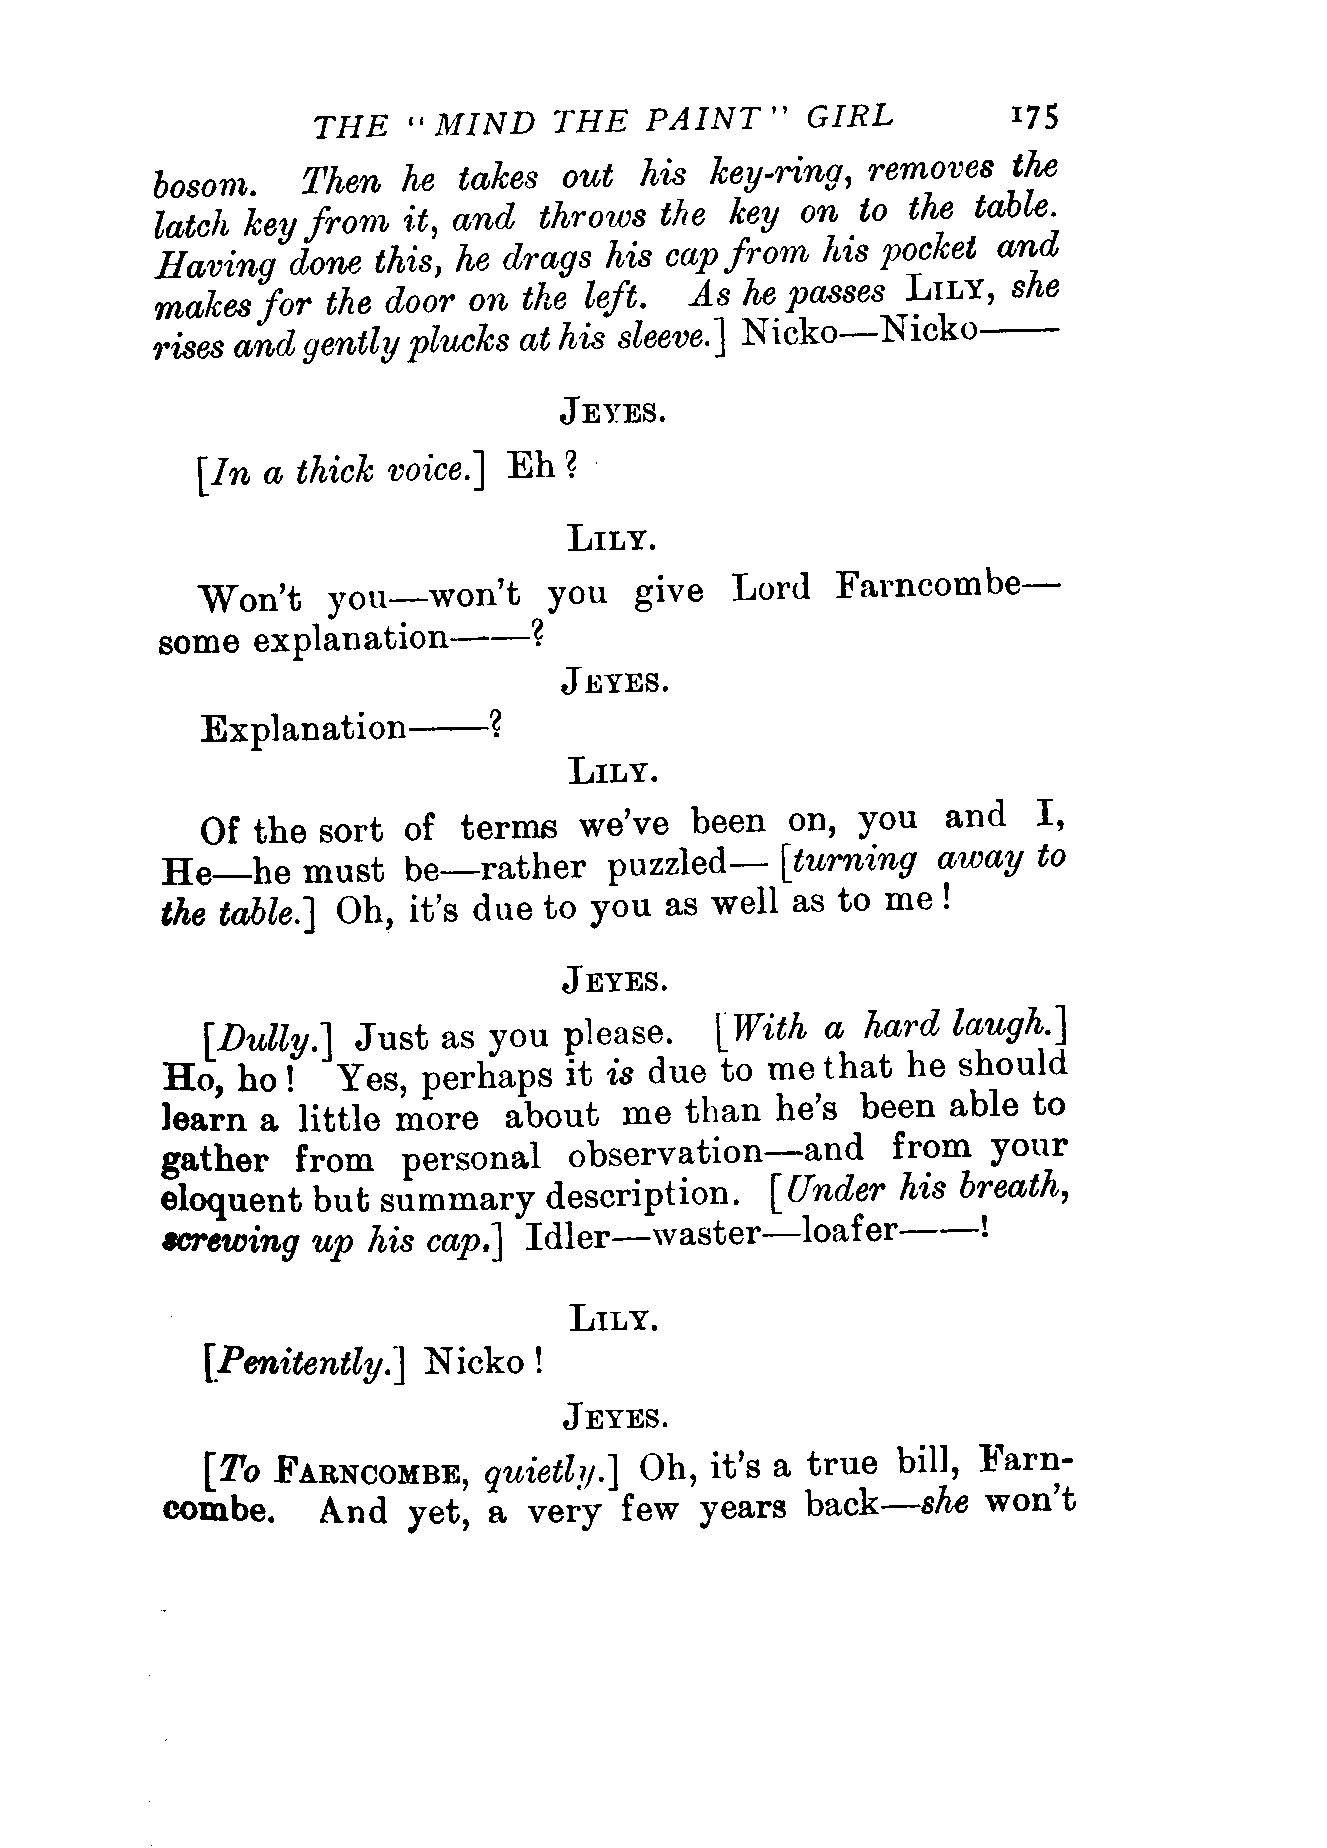 THE "MIND THE PAINT" GIRL 175
bosom. Then he takes out his key-ring, removes the
latch key from it, and throws the key on to the table.
Having done this, he drags his cap from his pocket and
makes for the door on the left. As he passes LILY, she
rises and gently plucks at his sleeve.] Nicko—Nicko——
JEYES.
[In a thick voice.] Eh?
LILY.
Won't you—won't you give Lord Farncombe—
some explanation——?
JEYES.
Explanation——?
LILY.
Of the sort of terms we've been on, you and I,
He—he must be—rather puzzled— [turning away to
the table.] Oh, it's due to you as well as to me!
JEYES.
[Dully.] Just as you please. [With a hard laugh.]
Ho, ho! Yes, perhaps it is due to me that he should
learn a little more about me than he's been able to
gather from personal observation—and from your
eloquent but summary description. [Under his breath,
screwing up his cap.] Idler—waster—loafer——!
LILY.
[Penitently.] Nicko!
JEYES.
[To FARNCOMBE, quietly.] Oh, it's a true bill, Farn-
combe. And yet, a very few years back—she won't